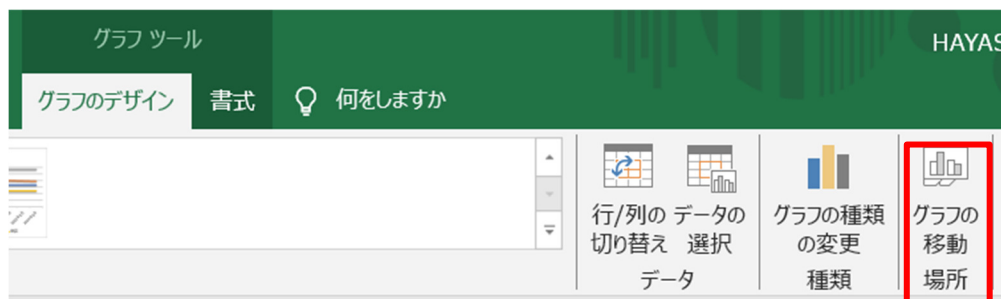 グラフ ツール
HAYAS
グラフのデザイン 書式 何をしますか
行/列の データの グラフの種類 グラフの
切り替え 選択 の変更 移動
データ 種類 場所